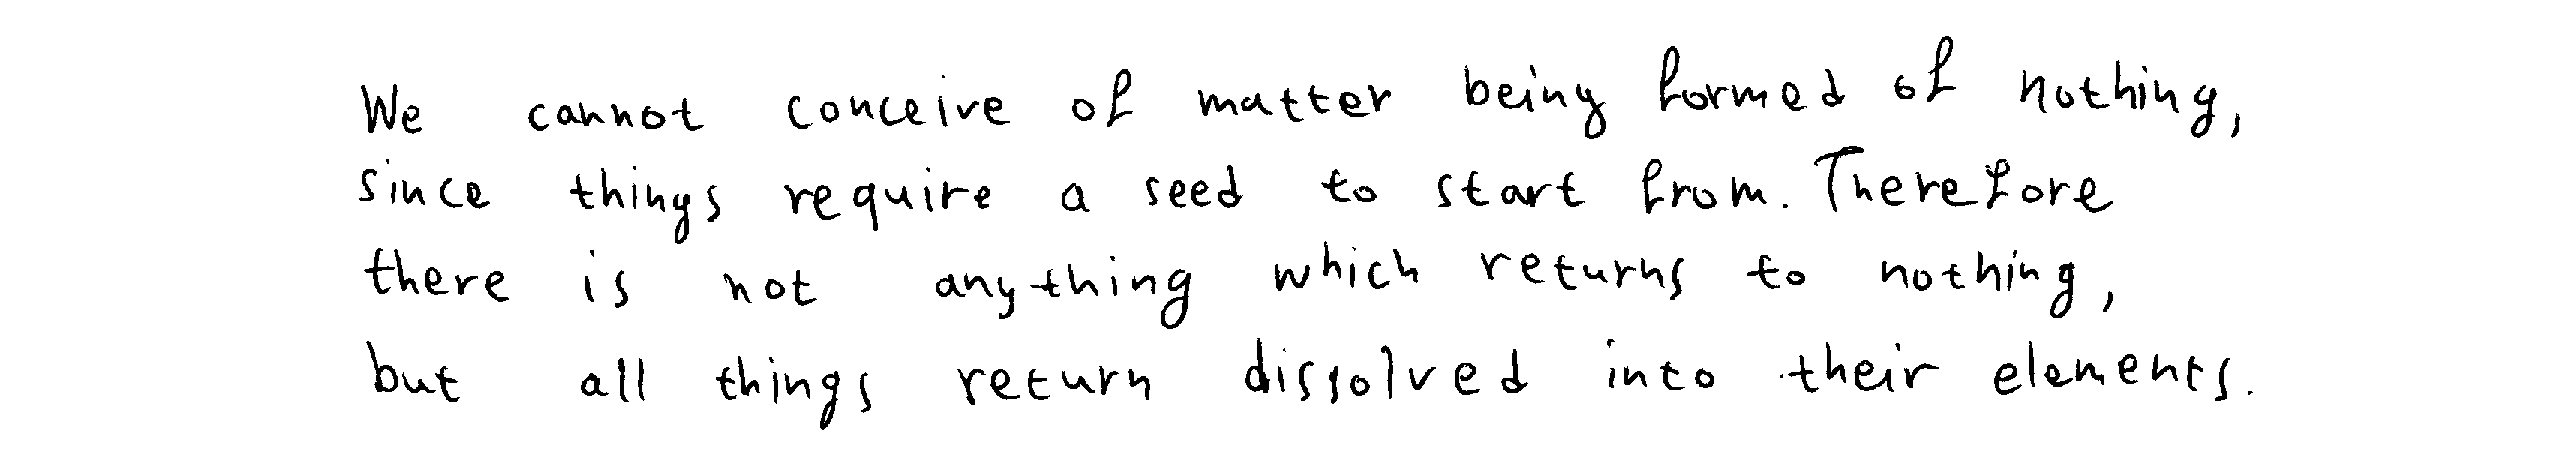 We cannot conceive of matter being formed of nothing,
since things require a seed to start from. Therefore
there is not anything which returns to nothing,
but all things return dissolved into their elements.